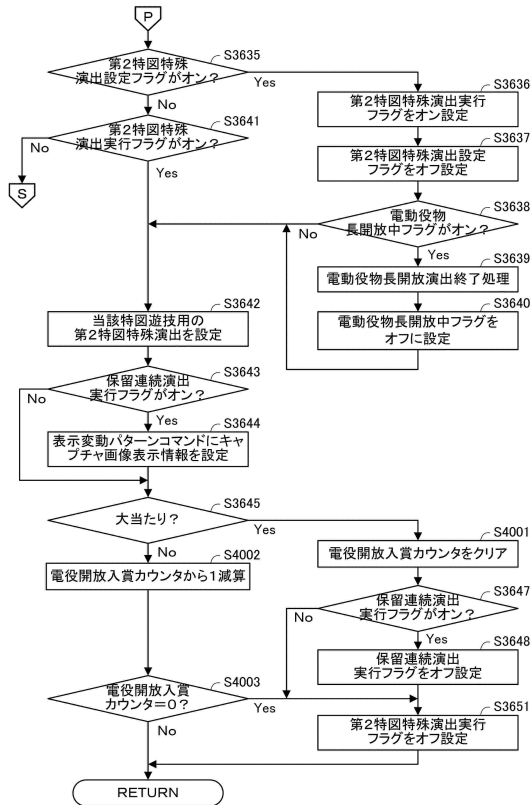 P
S3635
第2特図特殊
演出設定フラグがオン?
Yes
No
S3636
第2特図特殊演出実行
フラグをオン設定
S3641
第2特図特殊
演出実行フラグがオン?
No
Yes
S
S3637
第2特図特殊演出設定
フラグをオフ設定
S3638
電動役物
長開放中フラグがオン?
No
Yes
S3639
電動役物長開放演出終了処理
S3640
電動役物長開放中フラグを
オフに設定
S3642
当該特図遊技用の
第2特図特殊演出を設定
S3643
保留連続演出
実行フラグがオン?
No
Yes
S3644
表示変動パターンコマンドにキャ
プチャ画像表示情報を設定
S3645
大当たり?
Yes
No
S4001
電役開放入賞カウンタをクリア
S4002
電役開放入賞カウンタから1減算
S3647
保留連続演出
実行フラグがオン?
No
Yes
S3648
保留連続演出
実行フラグをオフ設定
S4003
電役開放入賞
カウンタ=0?
Yes
No
S3651
第2特図特殊演出実行
フラグをオフ設定
RETURN